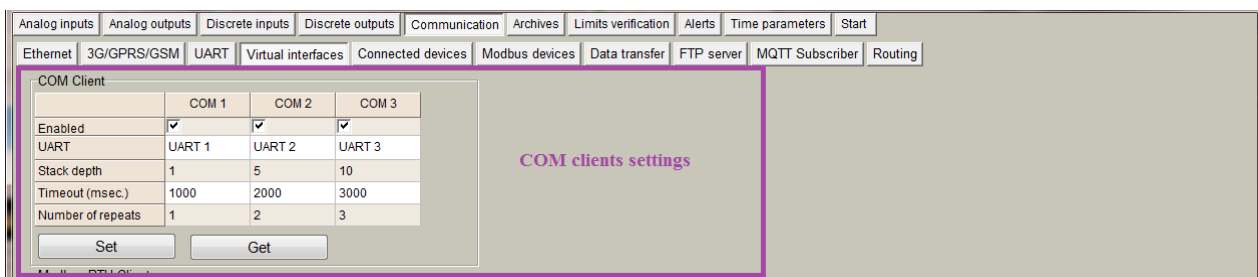 Analog inputs Analog outputs Discrete inputs Discrete outputs Communication Archives Limits verification Alerts Time parameters Start
Ethernet 3G/GPRS/GSM UART Virtual interfaces Connected devices Modbus devices Data transfer FTP server MQTT Subscriber Routing
COM Client
COM 1 COM 2 COM 3
Enabled
UART UART 1 UART 2 UART 3
COM clients settings
Stack depth 1 5 10
Timeout (msec.) 1000 2000 3000
Number of repeats 1 2 3
Set Get